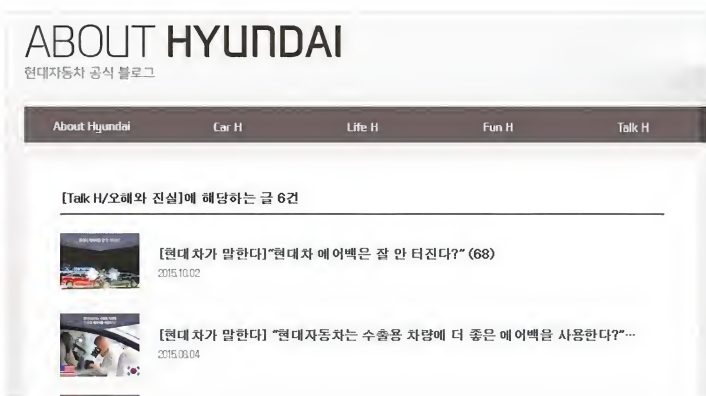 ABOUT HYUNDAI
현대자동차 공식 블로그
About Hyundai Car H Life H Fun H Talk H
[Talk H/오해와 진실]에 해당하는 글 6건
[현대차가 말한다]"현대차 에어백은 잘 안 터진다?" (68)
2015.10.02
[현대차가 말한다] "현대자동차는 수출용 차량에 더 좋은 에어백을 사용한다?"…
2015.08.04